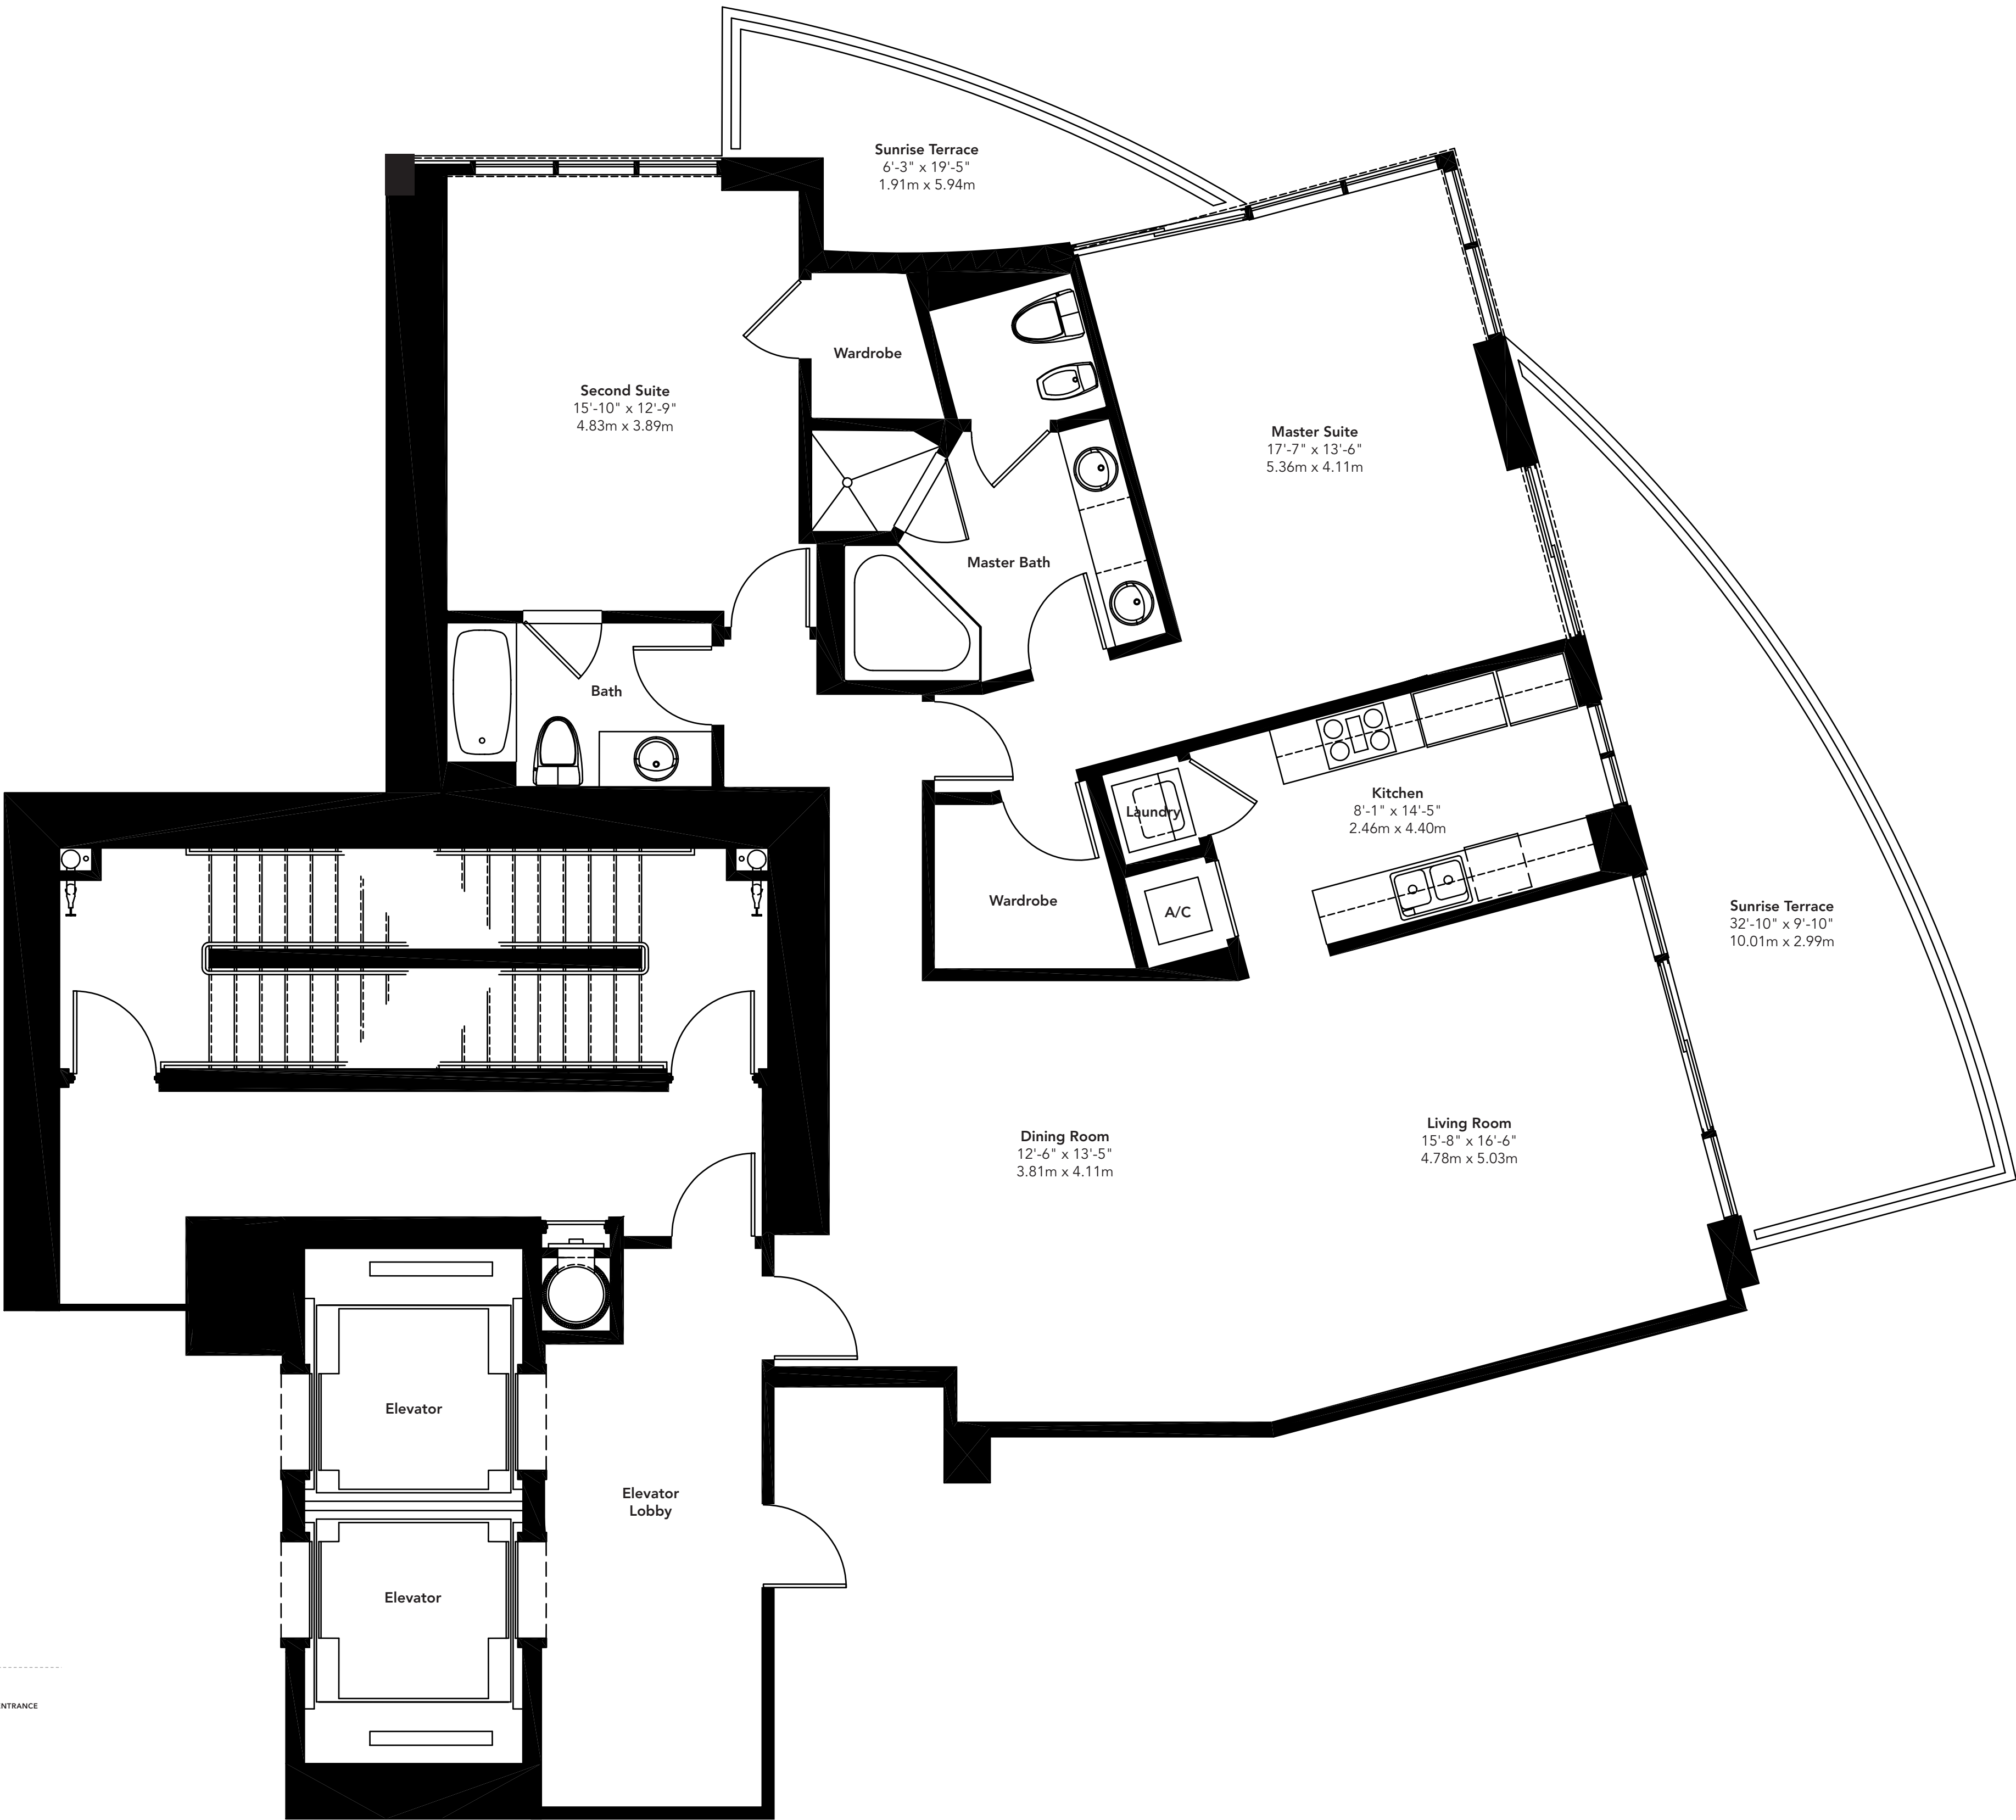 Sunrise Terrace
6'-3" x 19'-5"
1.91m x 5.94m
Second Suite
15'-10" x 12'-9"
4.83m x 3.89m
Wardrobe
Master Suite
17'-7" x 13'-6"
5.36m x 4.11m
Master Bath
Bath
Laundry
Kitchen
8'-1" x 14'-5"
2.46m x 4.40m
Wardrobe
A/C
Sunrise Terrace
32'-10" x 9'-10"
10.01m x 2.99m
Dining Room
12'-6" x 13'-5"
3.81m x 4.11m
Living Room
15'-8" x 16'-6"
4.78m x 5.03m
Elevator
Elevator
Lobby
Elevator
NTRANCE